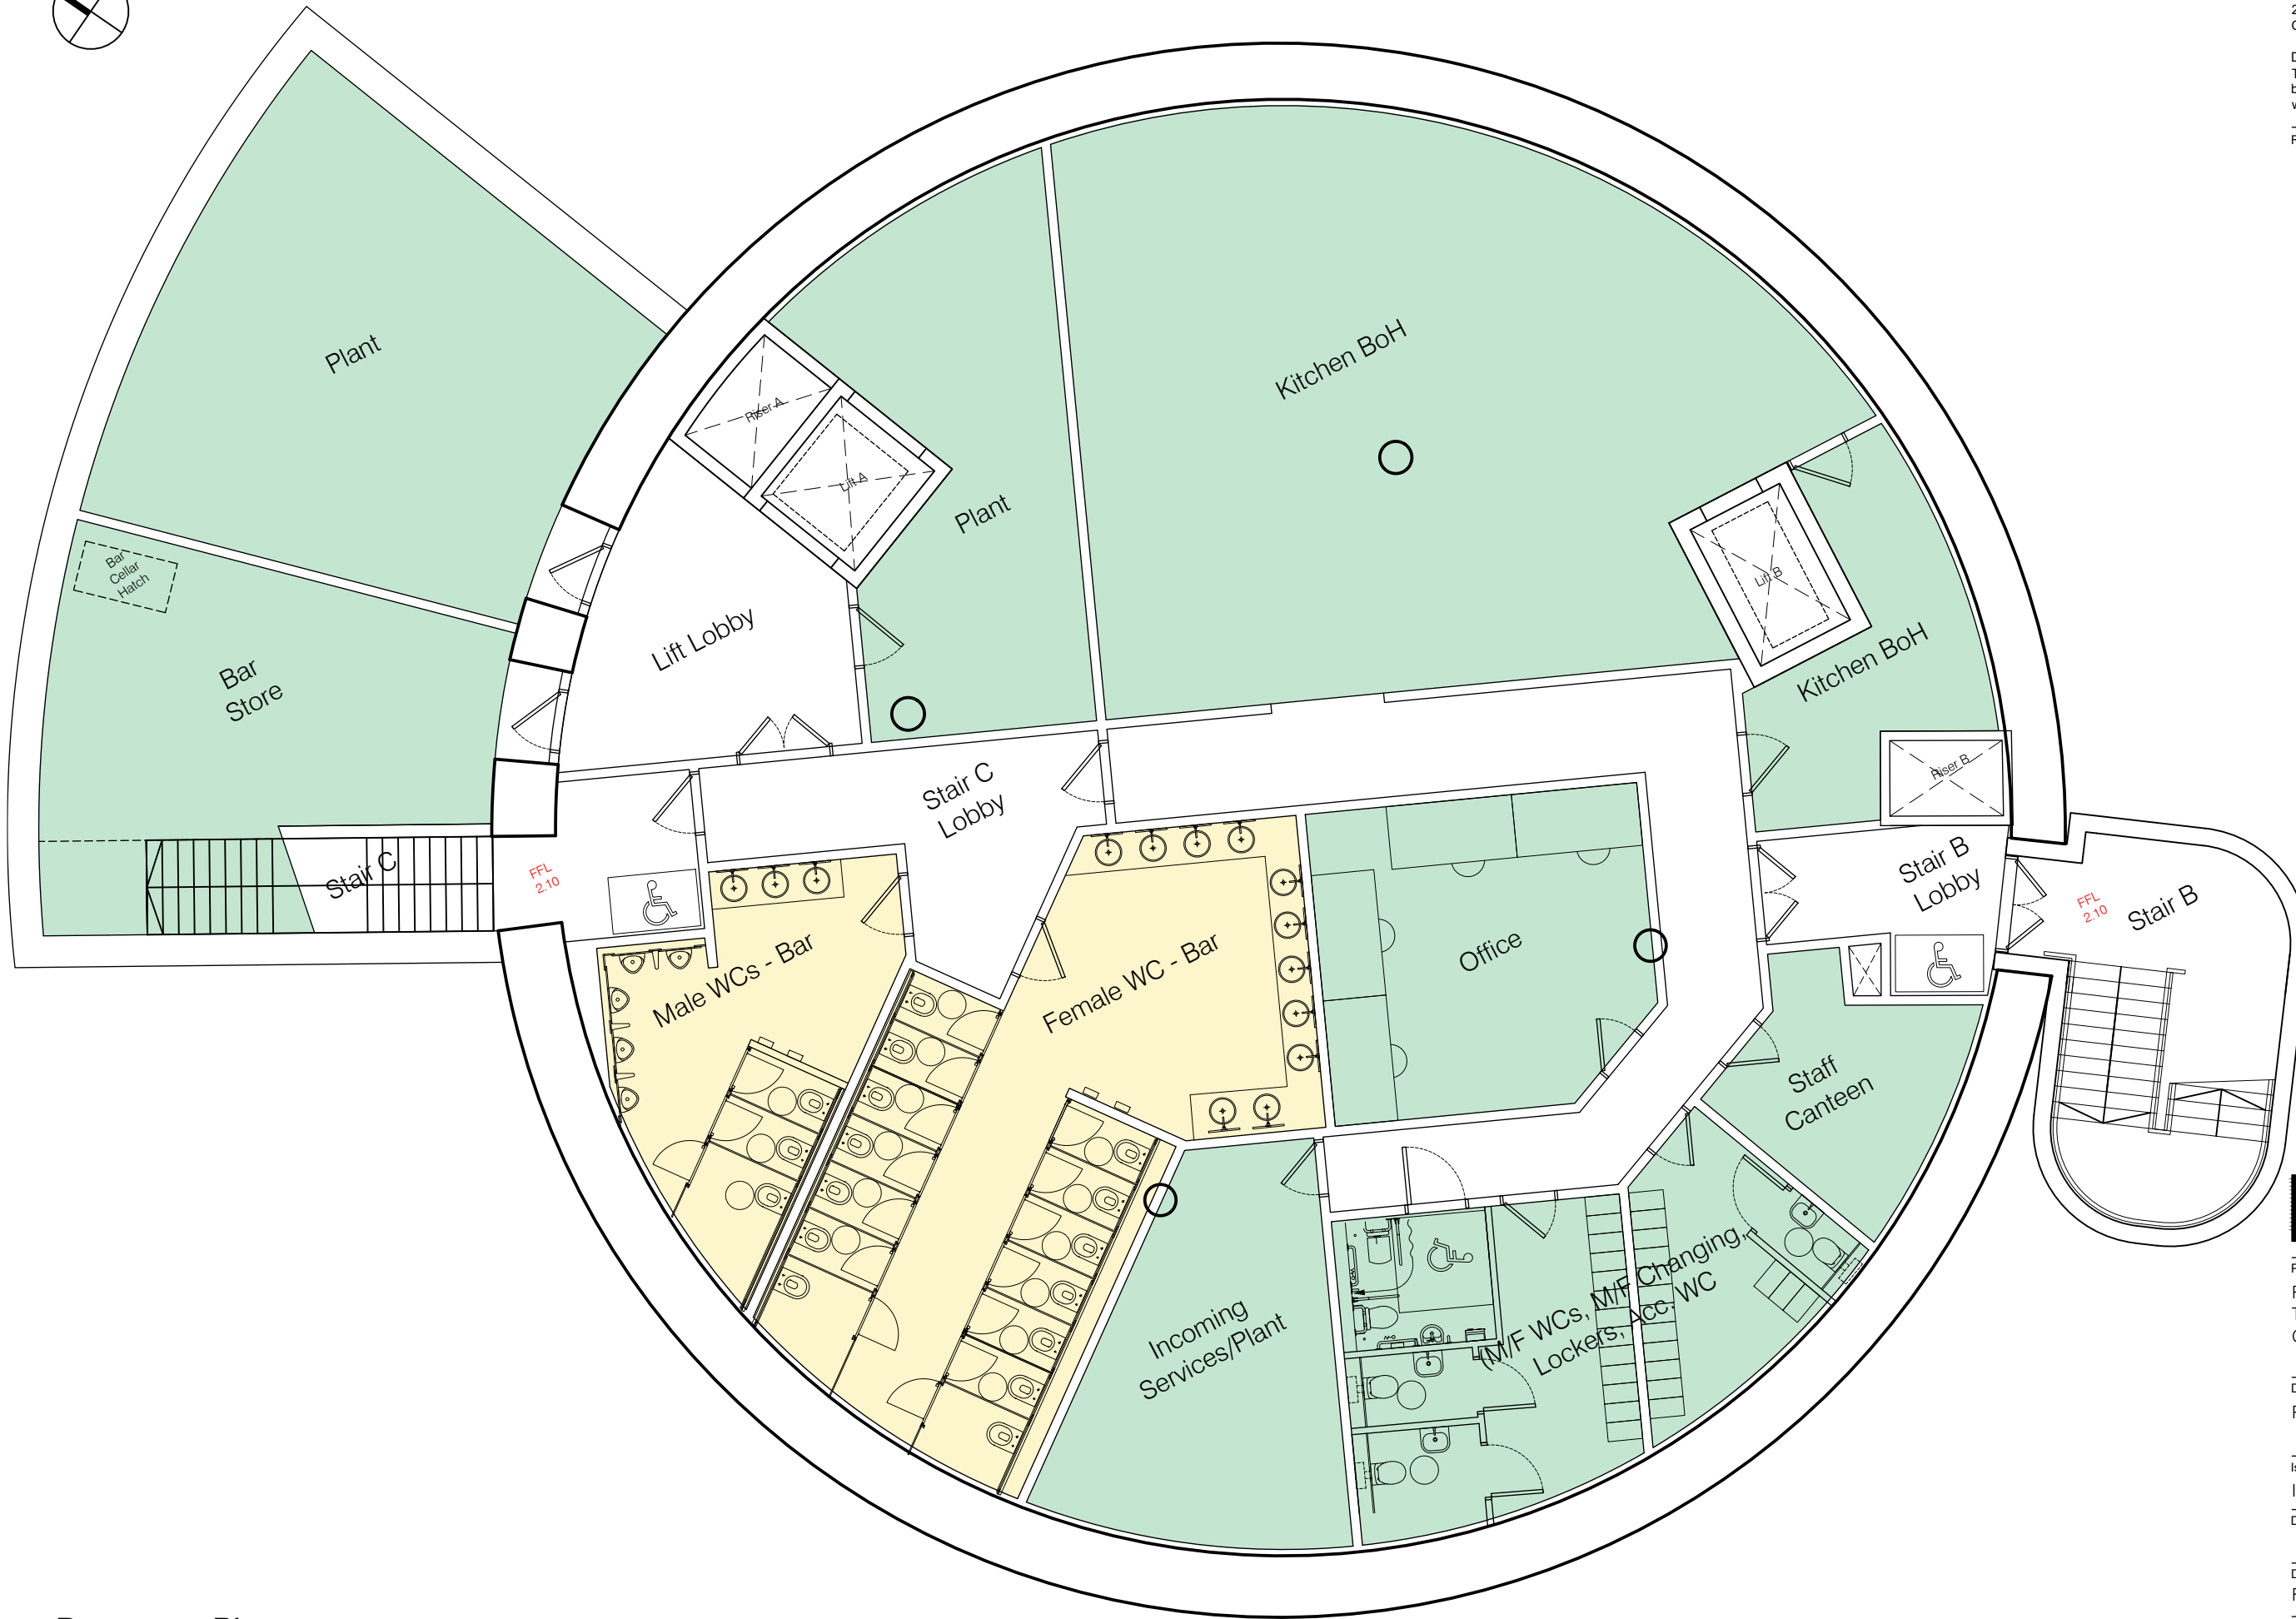 Plant
Kitchen BoH
Riser A
Lift A
Plant
Bar
Cellar
Hatch
Lift B
Lift Lobby
Kitchen BoH
Bar
Store
Riser B
Stair C
Lobby
Stair C
FFL
2.10
Stair B
Lobby
FFL
2.10
Stair B
Male WCs - Bar
Female WC - Bar
Office
Staff
Canteen
Incoming
Services/Plant
(M/F WCs, M/F Changing,
Lockers, Acc. WC